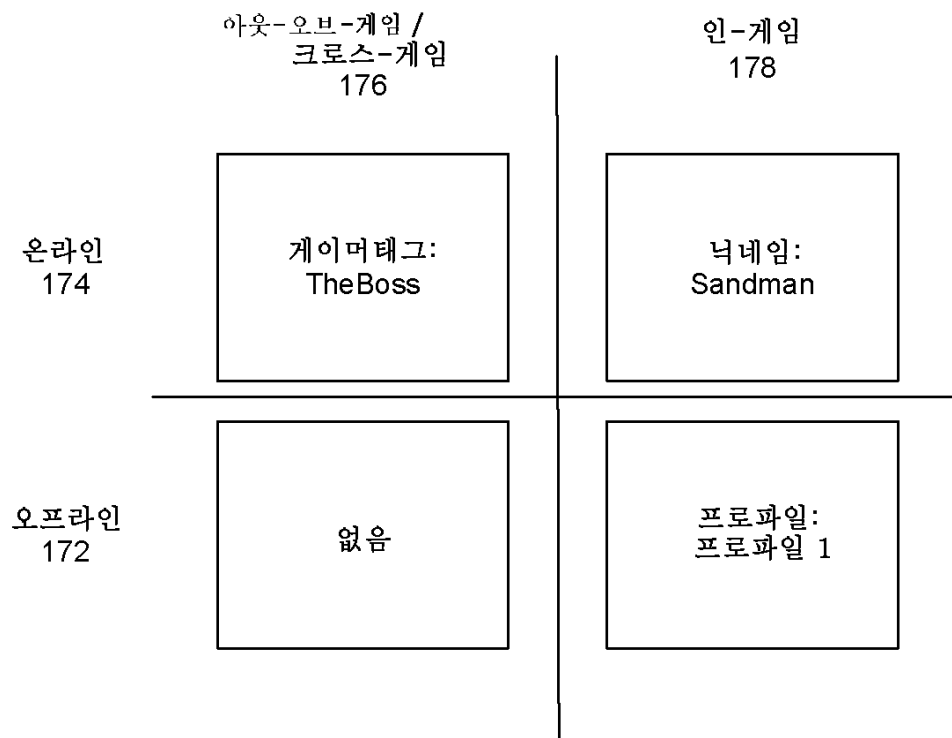 아웃-오브-게임 /
크로스-게임
176
인-게임
178
온라인
174
게이머태그:
TheBoss
닉네임:
Sandman
오프라인
172
없음
프로파일:
프로파일 1